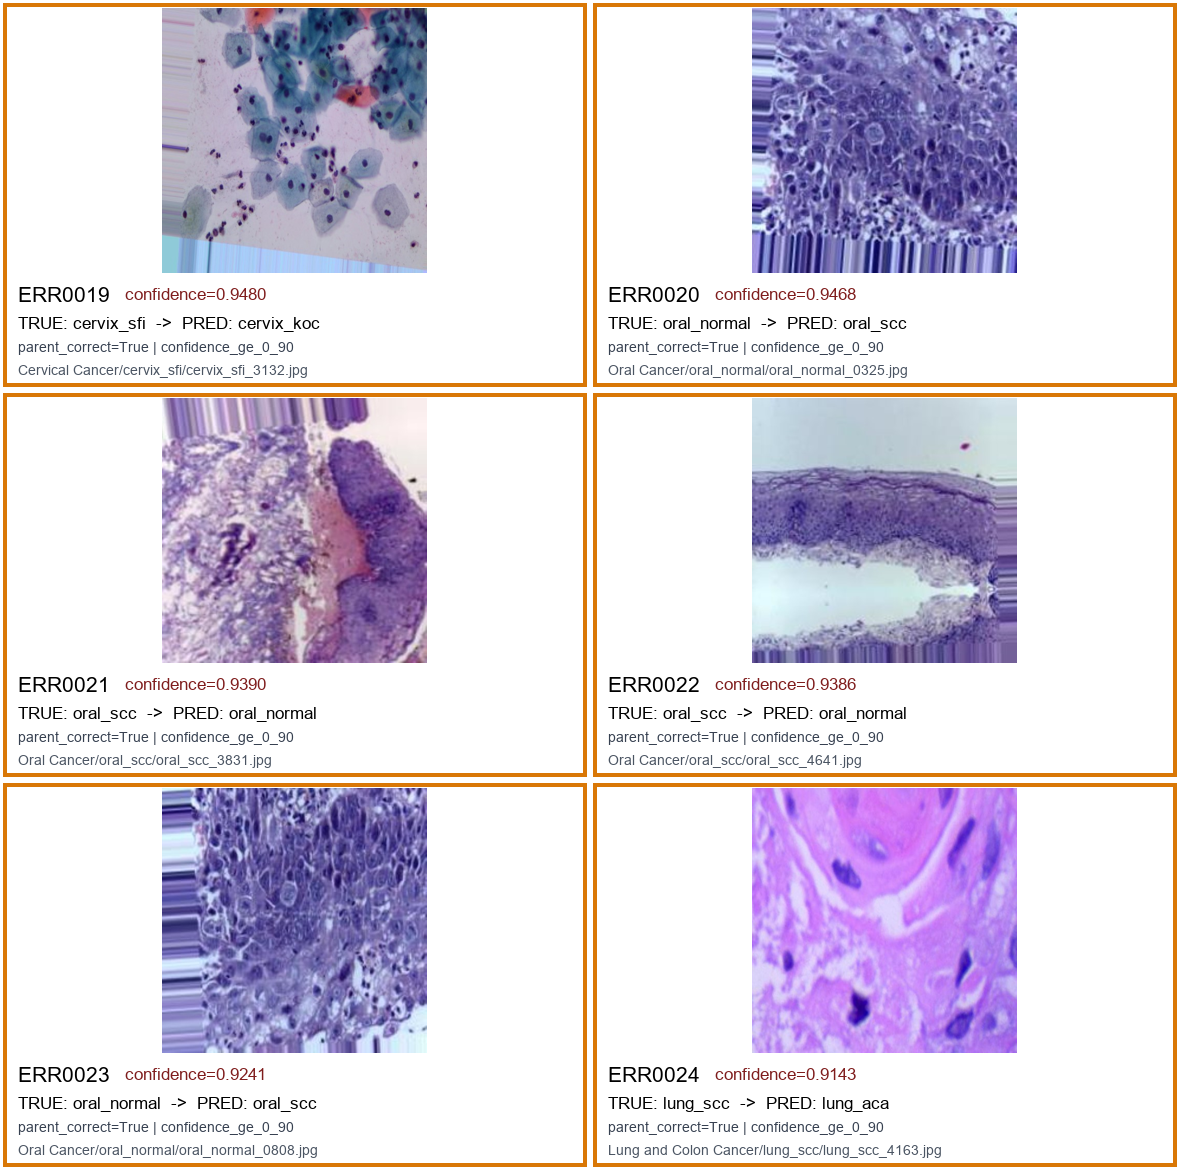 ERR0019 confidence=0.9480
TRUE: cervix_sfi -> PRED: cervix_koc
parent_correct=True | confidence_ge_0_90
Cervical Cancer/cervix_sfi/cervix_sfi_3132.jpg
ERR0020 confidence=0.9468
TRUE: oral_normal -> PRED: oral_scc
parent_correct=True | confidence_ge_0_90
Oral Cancer/oral_normal/oral_normal_0325.jpg
ERR0021 confidence=0.9390
TRUE: oral_scc -> PRED: oral_normal
parent_correct=True | confidence_ge_0_90
Oral Cancer/oral_scc/oral_scc_3831.jpg
ERR0022 confidence=0.9386
TRUE: oral_scc -> PRED: oral_normal
parent_correct=True | confidence_ge_0_90
Oral Cancer/oral_scc/oral_scc_4641.jpg
ERR0023 confidence=0.9241
TRUE: oral_normal -> PRED: oral_scc
parent_correct=True | confidence_ge_0_90
Oral Cancer/oral_normal/oral_normal_0808.jpg
ERR0024 confidence=0.9143
TRUE: lung_scc -> PRED: lung_aca
parent_correct=True | confidence_ge_0_90
Lung and Colon Cancer/lung_scc/lung_scc_4163.jpg